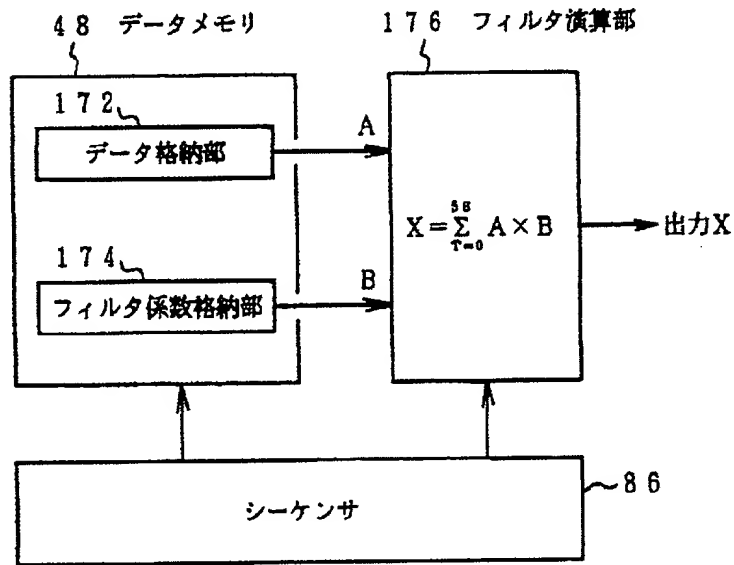 48 データメモリ
176 フィルタ演算部
172
データ格納部
A
174
フィルタ係数格納部
B
X=Σ A×B
T=0
出力X
シーケンサ
86